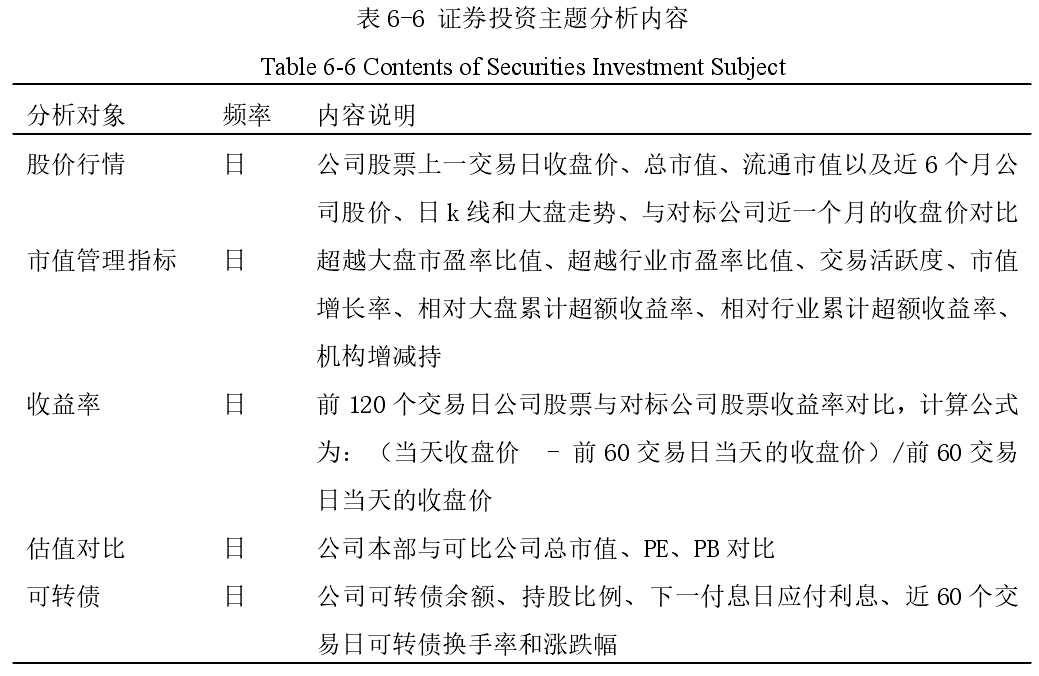 表 6-6 证券投资主题分析内容
Table 6-6 Contents of Securities Investment Subject
分析对象 频率 内容说明
股价行情 日 公司股票上一交易日收盘价、总市值、流通市值以及近 6 个月公
司股价、日 k 线和大盘走势、与对标公司近一个月的收盘价对比
市值管理指标 日 超越大盘市盈率比值、超越行业市盈率比值、交易活跃度、市值
增长率、相对大盘累计超额收益率、相对行业累计超额收益率、
机构增减持
收益率 日 前 120 个交易日公司股票与对标公司股票收益率对比，计算公式
为：（当天收盘价 - 前 60 交易日当天的收盘价）/前 60 交易
日当天的收盘价
估值对比 日 公司本部与可比公司总市值、PE、PB 对比
可转债 日 公司可转债余额、持股比例、下一付息日应付利息、近 60 个交
易日可转债换手率和涨跌幅